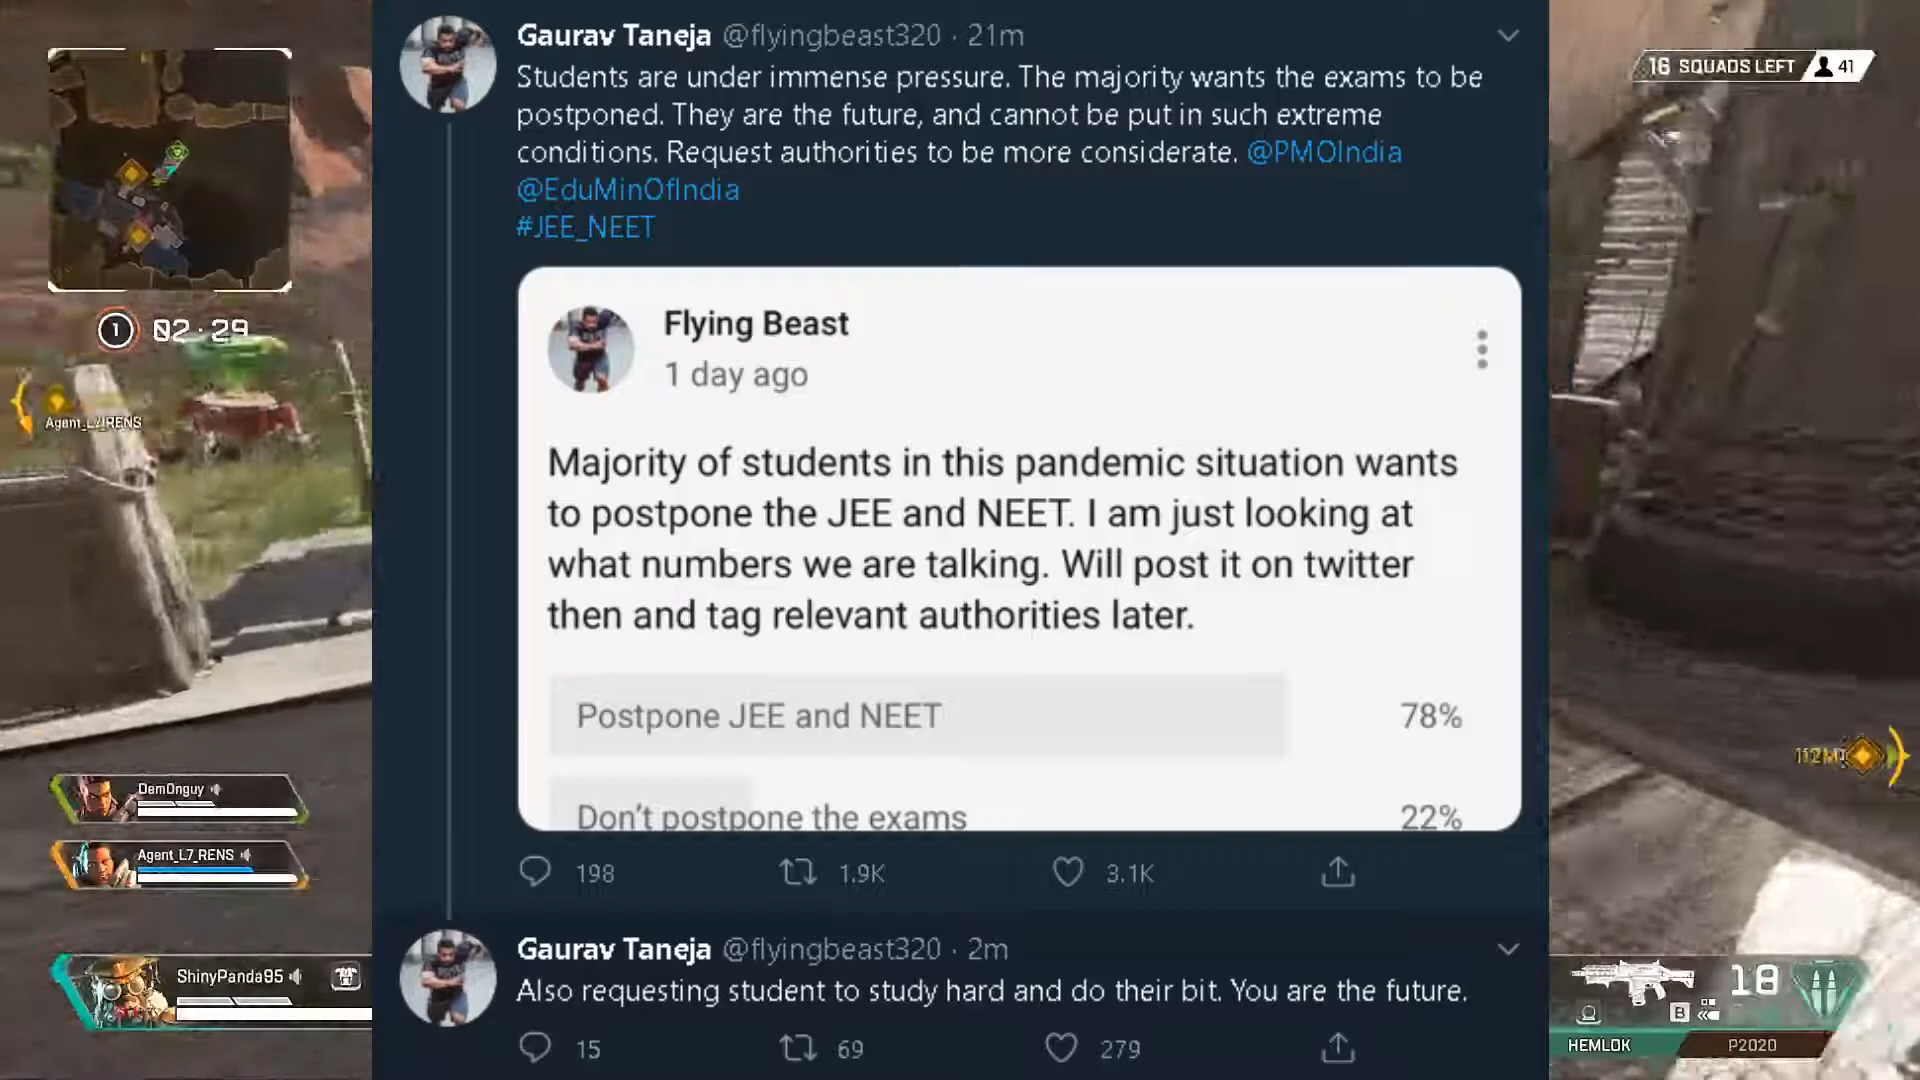 Gaurav Taneja @flyingbeast320 · 21m
Students are under immense pressure. The majority wants the exams to be
postponed. They are the future, and cannot be put in such extreme
conditions. Request authorities to be more considerate. @PMOIndia
@EduMinOfIndia
#JEE_NEET
Flying Beast
1 day ago
Majority of students in this pandemic situation wants
to postpone the JEE and NEET. I am just looking at
what numbers we are talking. Will post it on twitter
then and tag relevant authorities later.
Postpone JEE and NEET 78%
Don't postpone the exams 22%
198 1.9K 3.1K
Gaurav Taneja @flyingbeast320 · 2m
Also requesting student to study hard and do their bit. You are the future.
15 69 279
1 02:29
Agent_L7_RENS
DemOnguy
Agent_L7_RENS
ShinyPanda95
16 SQUADS LEFT 41
112M
18
B
HEMLOK P2020